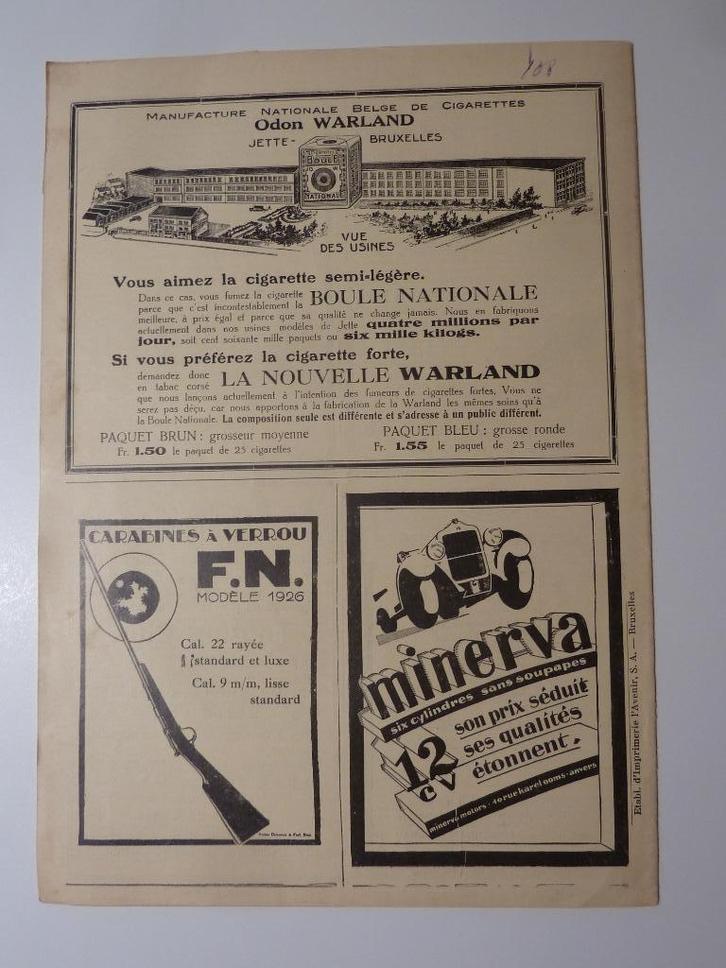 108
MANUFACTURE NATIONALE BELGE DE CIGARETTES
Odon WARLAND
JETTE - BRUXELLES
BOULE
NATIONALE
VUE
DES USINES
Vous aimez la cigarette semi-légère.
Dans ce cas, vous fumez la cigarette BOULE NATIONALE
parce que c'est incontestablement la
meilleure, à prix égal et parce que sa qualité ne change jamais. Nous en fabriquons
actuellement dans nos usines modèles de Jette quatre millions par
jour, soit cent soixante mille paquets ou six mille kilogs.
Si vous préférez la cigarette forte,
demandez donc LA NOUVELLE WARLAND
en tabac corsé
que nous lançons actuellement à l'intention des fumeurs de cigarettes fortes. Vous ne
serez pas déçu, car nous apportons à la fabrication de la Warland les mêmes soins qu'à
la Boule Nationale. La composition seule est différente et s'adresse à un public différent.
PAQUET BRUN : grosseur moyenne
Fr. 1.50 le paquet de 25 cigarettes
PAQUET BLEU : grosse ronde
Fr. 1.55 le paquet de 25 cigarettes
CARABINES À VERROU
F.N.
MODÈLE 1926
Cal. 22 rayée
standard et luxe
Cal. 9 m/m, lisse
standard
minerva
six cylindres sans soupapes
12 CV
son prix séduit
ses qualités
étonnent.
minerva motors - 40 rue karel ooms - anvers
Etabl. d'Imprimerie l'Avenir, S. A. — Bruxelles